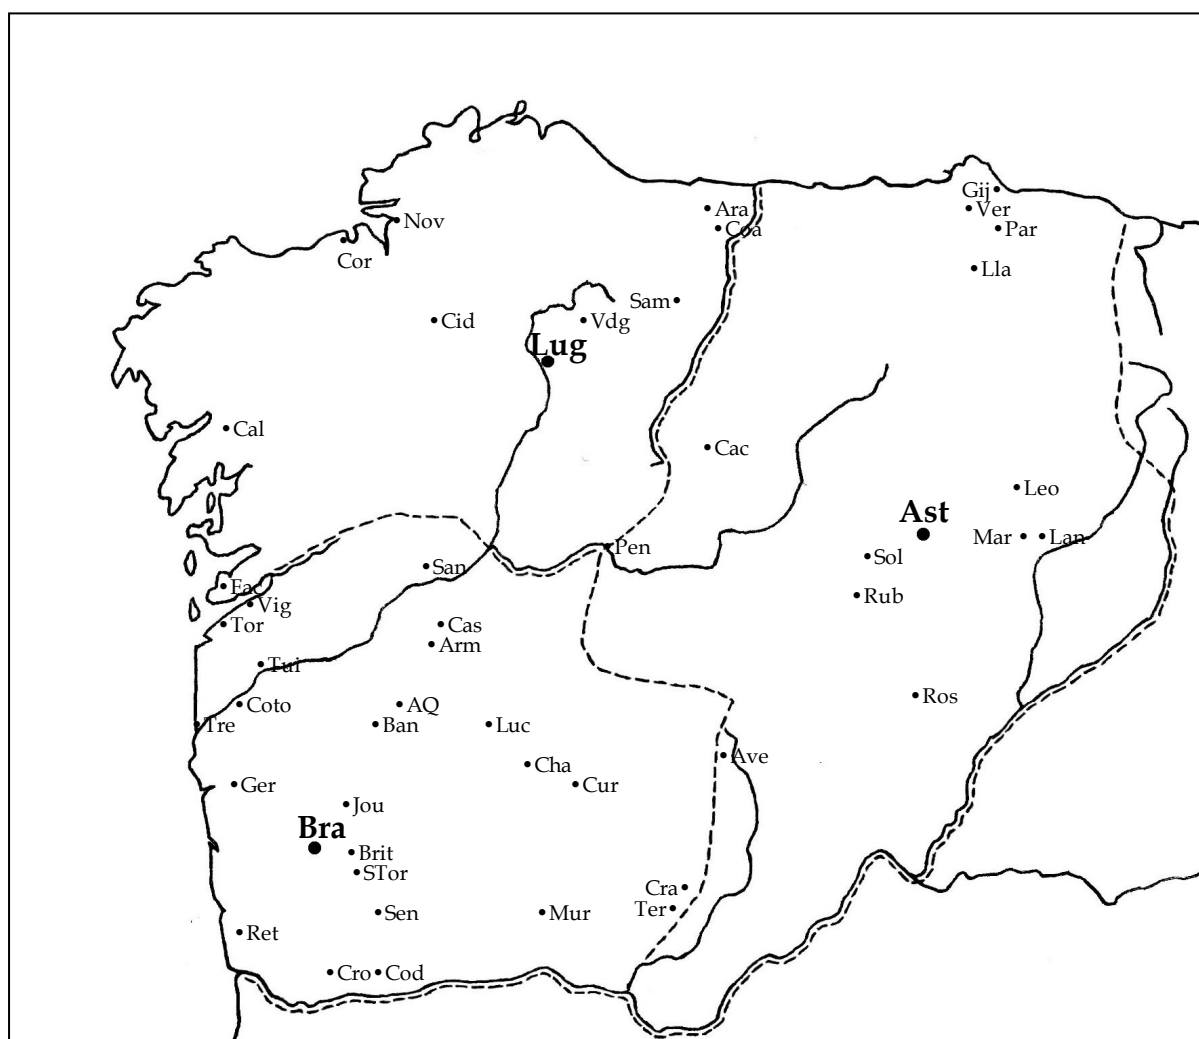 Gij
Ara
Ver
Nov
Coa
Par
Cor
Lla
Sam
Cid
Vdg
Lug
Cal
Cac
Leo
Ast
Mar
Lan
Pen
Sol
San
Fac
Rub
Vig
Tor
Cas
Arm
Tui
Ros
Coto
AQ
Tre
Ban
Luc
Ave
Cha
Ger
Cur
Jou
Bra
Brit
STor
Cra
Ter
Sen
Mur
Ret
Cro
Cod